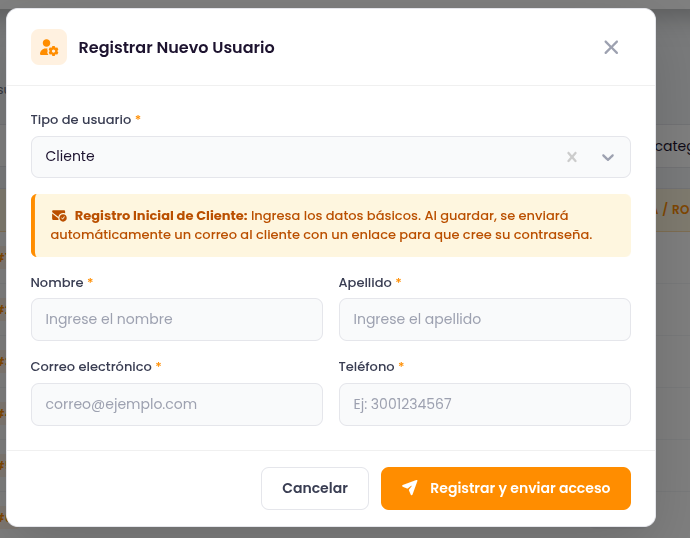 Registrar Nuevo Usuario
Tipo de usuario *
Cliente
Registro Inicial de Cliente: Ingresa los datos básicos. Al guardar, se enviará
automáticamente un correo al cliente con un enlace para que cree su contraseña.
Nombre *
Apellido *
Ingrese el nombre
Ingrese el apellido
Correo electrónico *
Teléfono *
correo@ejemplo.com
Ej: 3001234567
Cancelar
Registrar y enviar acceso